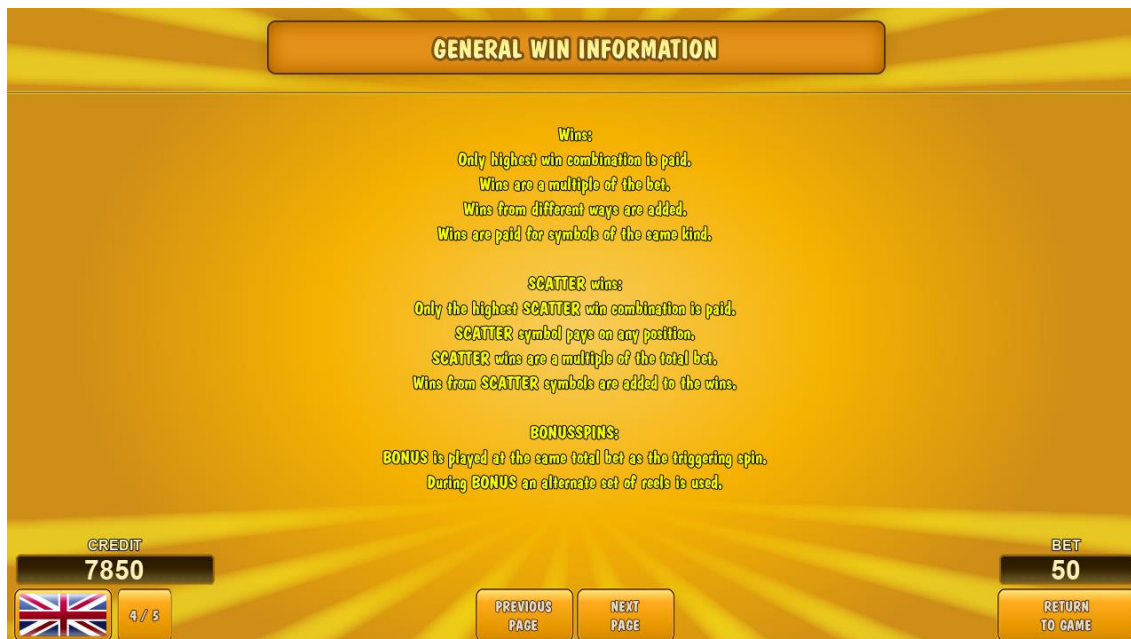 GENERAL WIN INFORMATION
Wins:
Only highest win combination is paid.
Wins are a multiple of the bet.
Wins from different ways are added.
Wins are paid for symbols of the same kind.
SCATTER wins:
Only the highest SCATTER win combination is paid.
SCATTER symbol pays on any position.
SCATTER wins are a multiple of the total bet.
Wins from SCATTER symbols are added to the wins.
BONUSSPINS:
BONUS is played at the same total bet as the triggering spin.
During BONUS an alternate set of reels is used.
CREDIT
7850
BET
50
4 / 5
PREVIOUS
PAGE
NEXT
PAGE
RETURN
TO GAME